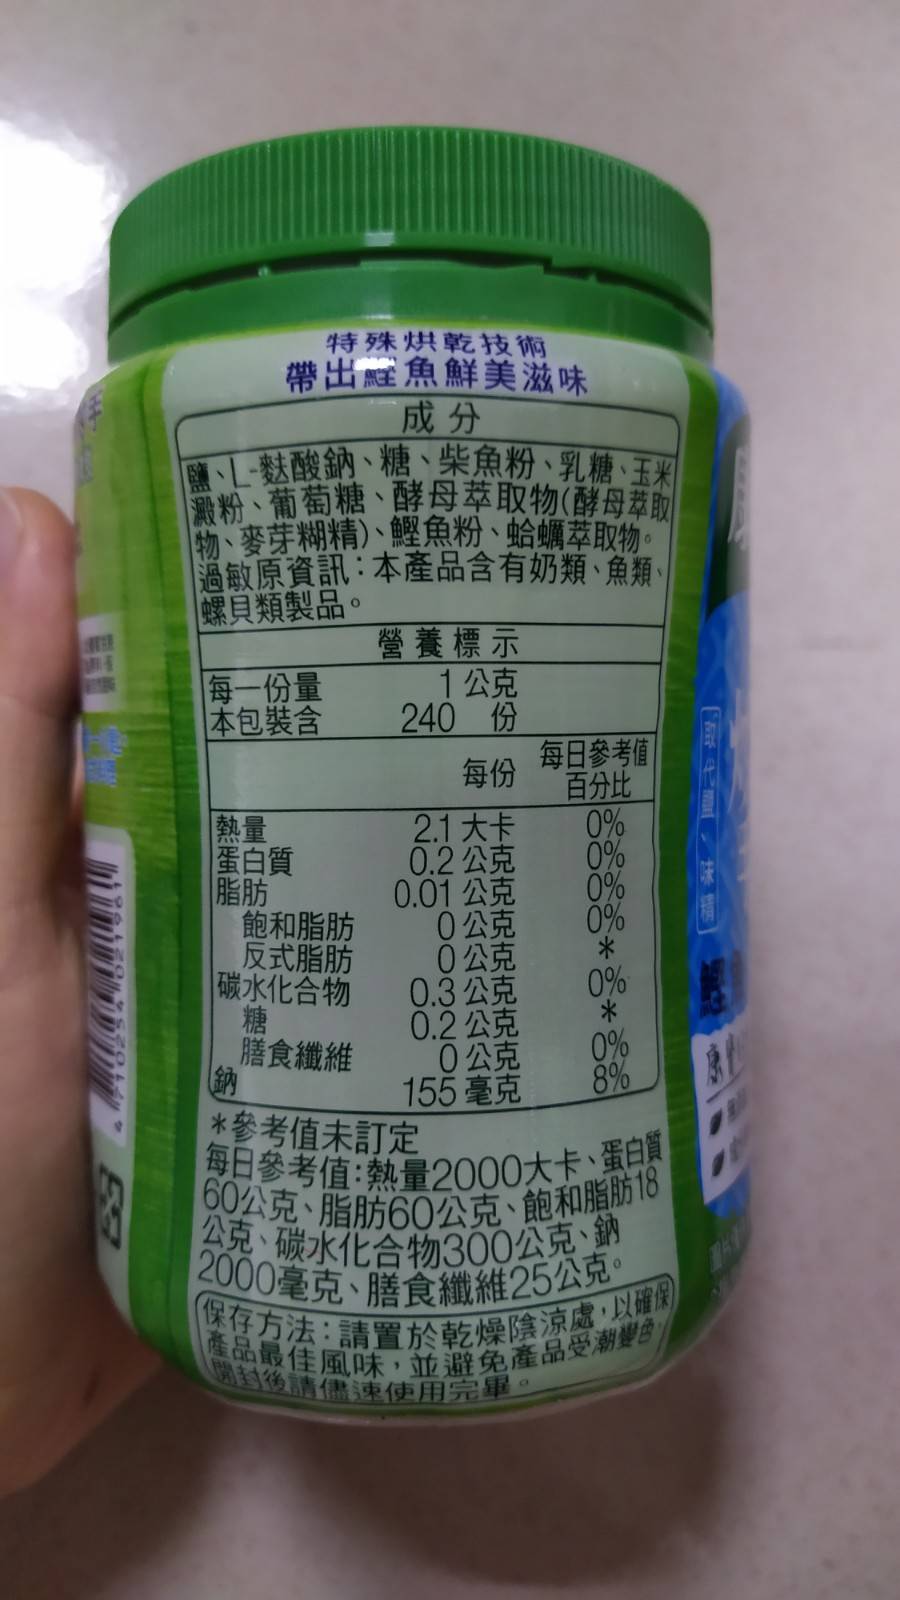 特殊烘乾技術
帶出鰹魚鮮美滋味
成分
鹽、L-麩酸鈉、糖、柴魚粉、乳糖、玉米
澱粉、葡萄糖、酵母萃取物(酵母萃取
物、麥芽糊精)、鰹魚粉、蛤蠣萃取物。
過敏原資訊：本產品含有奶類、魚類、
螺貝類製品。
營養標示
每一份量 1 公克
本包裝含 240 份
每份 每日參考值
百分比
熱量 2.1 大卡 0%
蛋白質 0.2 公克 0%
脂肪 0.01 公克 0%
飽和脂肪 0 公克 0%
反式脂肪 0 公克 *
碳水化合物 0.3 公克 0%
糖 0.2 公克 *
膳食纖維 0 公克 0%
鈉 155 毫克 8%
*參考值未訂定
每日參考值：熱量2000大卡、蛋白質
60公克、脂肪60公克、飽和脂肪18
公克、碳水化合物300公克、鈉
2000毫克、膳食纖維25公克。
保存方法：請置於乾燥陰涼處，以確保
產品最佳風味，並避免產品受潮變色，
開封後請儘速使用完畢。
取代鹽、味精
鰹
康
手
4 710254 021961